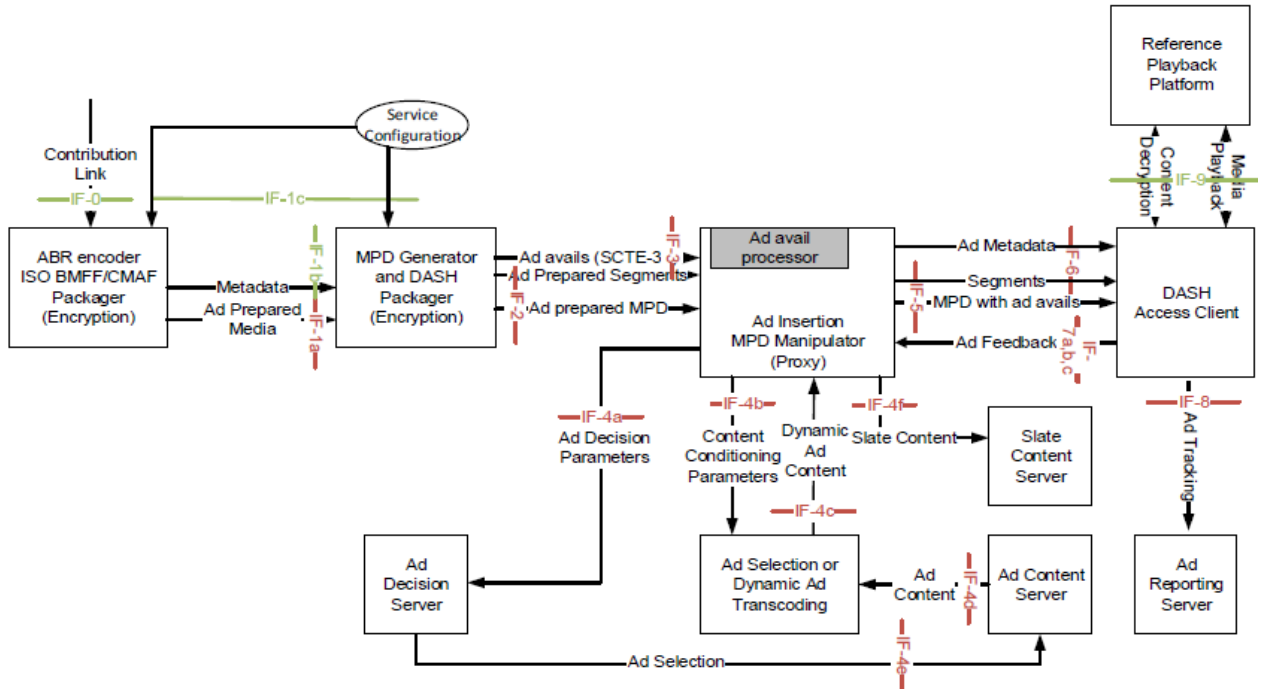 Reference
Playback
Platform
Service
Configuration
Contribution
Link
IF-0
IF-1c
Content
Decryption
Media
Playback
IF-9
ABR encoder
ISO BMFF/CMAF
Packager
(Encryption)
IF-1b
Metadata
Ad Prepared
Media
IF-1a
MPD Generator
and DASH
Packager
(Encryption)
Ad avails (SCTE-3
IF-3
Ad Prepared Segments
IF-2
Ad prepared MPD
Ad avail
processor
Ad Insertion
MPD Manipulator
(Proxy)
Ad Metadata
IF-6
Segments
IF-5
MPD with ad avails
Ad Feedback
IF-
7a,b,c
DASH
Access Client
IF-4a
Ad Decision
Parameters
IF-4b
Content
Conditioning
Parameters
Dynamic
Ad
Content
IF-4c
IF-4f
Slate Content
Slate
Content
Server
IF-8
Ad Tracking
Ad
Decision
Server
Ad Selection or
Dynamic Ad
Transcoding
Ad
Content
IF-4d
Ad Content
Server
Ad
Reporting
Server
Ad Selection
IF-4e